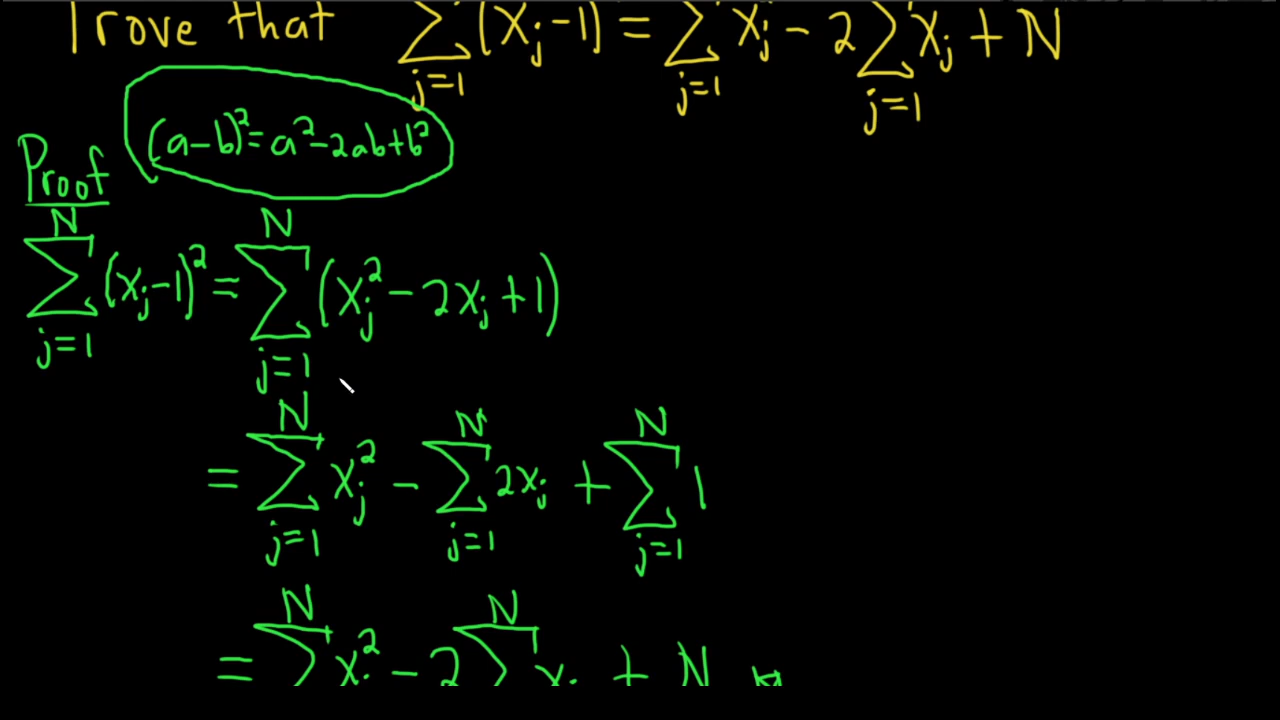 Prove that ∑_{j=1} (x_j - 1) = ∑_{j=1} x_j - 2 ∑_{j=1} x_j + N
(a-b)² = a² - 2ab + b²
Proof
∑_{j=1}^{N} (x_j - 1)² = ∑_{j=1}^{N} (x_j² - 2x_j + 1)
= ∑_{j=1}^{N} x_j² - ∑_{j=1}^{N} 2x_j + ∑_{j=1}^{N} 1
= ∑^{N} x_j² - 2 ∑^{N} x_j + N